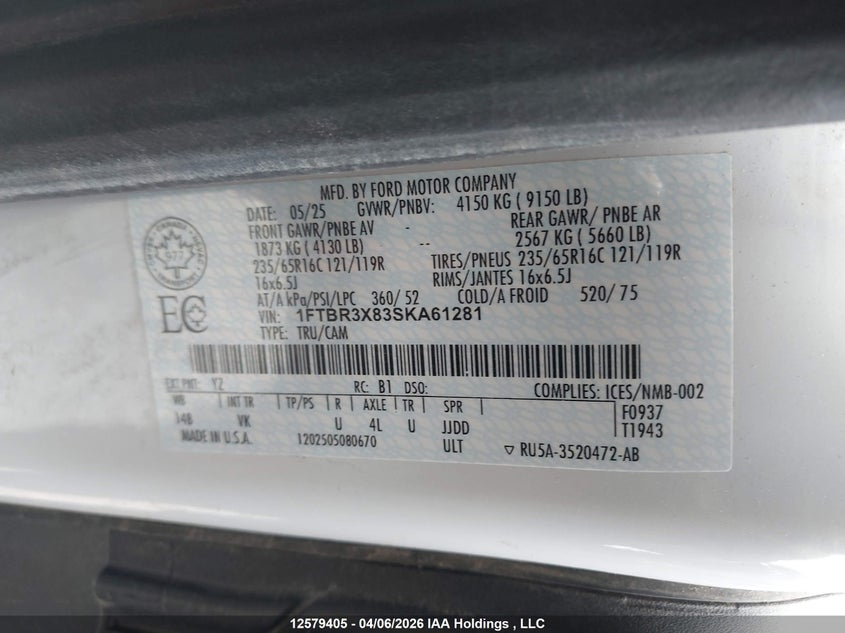 MFD. BY FORD MOTOR COMPANY
DATE: 05/25 GVWR/PNBV: 4150 KG ( 9150 LB)
FRONT GAWR/PNBE AV - REAR GAWR/ PNBE AR
1873 KG ( 4130 LB) -- 2567 KG ( 5660 LB)
235/65R16C 121/119R TIRES/PNEUS 235/65R16C 121/119R
16x6.5J RIMS/JANTES 16x6.5J
AT/A kPa/PSI/LPC 360/ 52 COLD/A FROID 520/ 75
VIN: 1FTBR3X83SKA61281
TYPE: TRU/CAM
977
EC
EXT PNT: YZ RC: B1 DSO: COMPLIES: ICES/NMB-002
WB INT TR TP/PS R AXLE TR SPR F0937
148 VK U 4L U JJDD T1943
MADE IN U.S.A. 1202505080670 ULT ▽ RU5A-3520472-AB
12579405 - 04/06/2026 IAA Holdings , LLC